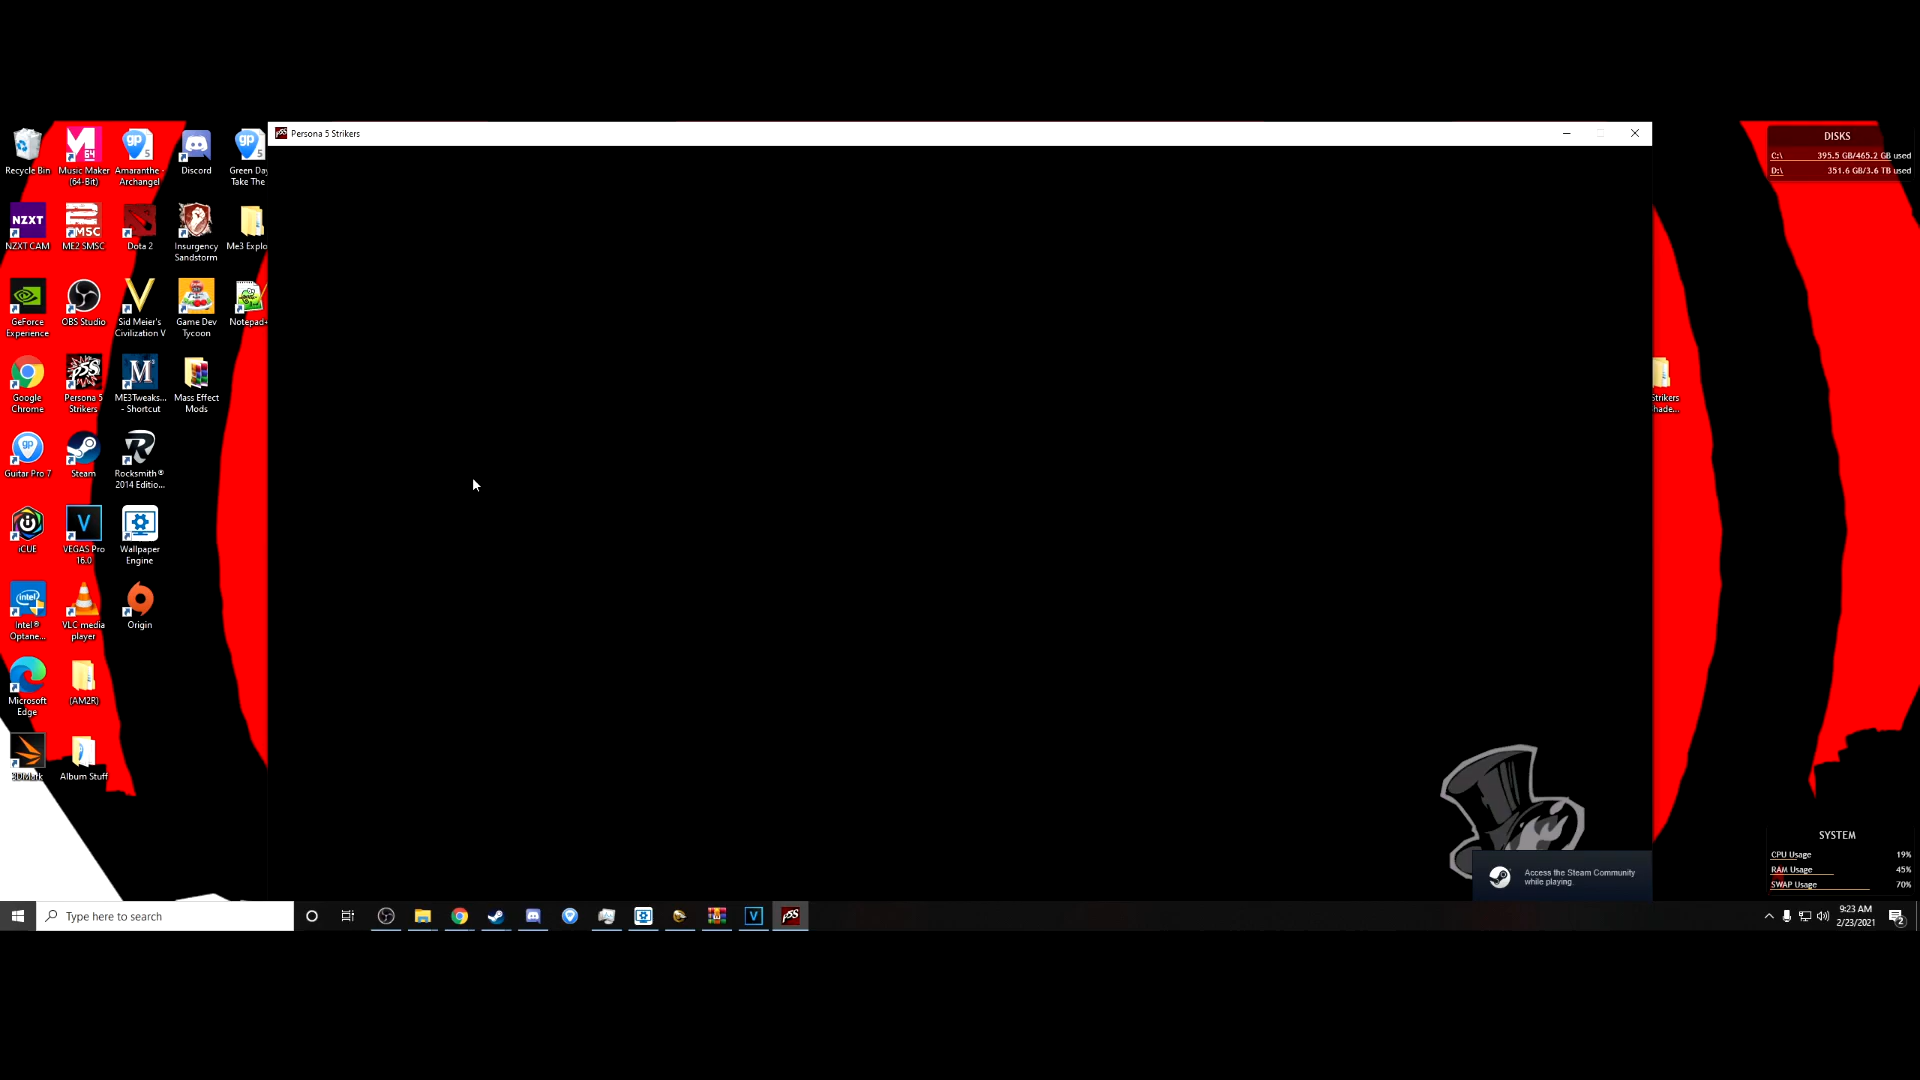 Persona 5 Strikers
Recycle Bin
Music Maker
(64-Bit)
Amaranthe -
Archangel
Discord
Green Day
Take The
NZXT
NZXT CAM
ME2 SMSC
Dota 2
Insurgency
Sandstorm
Me3 Explo
GeForce
Experience
OBS Studio
Sid Meier's
Civilization V
Game Dev
Tycoon
Notepad+
Google
Chrome
Persona 5
Strikers
ME3Tweaks...
- Shortcut
Mass Effect
Mods
Guitar Pro 7
Steam
Rocksmith®
2014 Editio...
iCUE
VEGAS Pro
16.0
Wallpaper
Engine
Intel®
Optane...
VLC media
player
Origin
Microsoft
Edge
(AM2R)
3DMark
Album Stuff
Strikers
hade...
DISKS
C:\ 395.5 GB/465.2 GB used
D:\ 351.6 GB/3.6 TB used
Access the Steam Community
while playing.
SYSTEM
CPU Usage 19%
RAM Usage 45%
SWAP Usage 70%
Type here to search
9:23 AM
2/23/2021
2